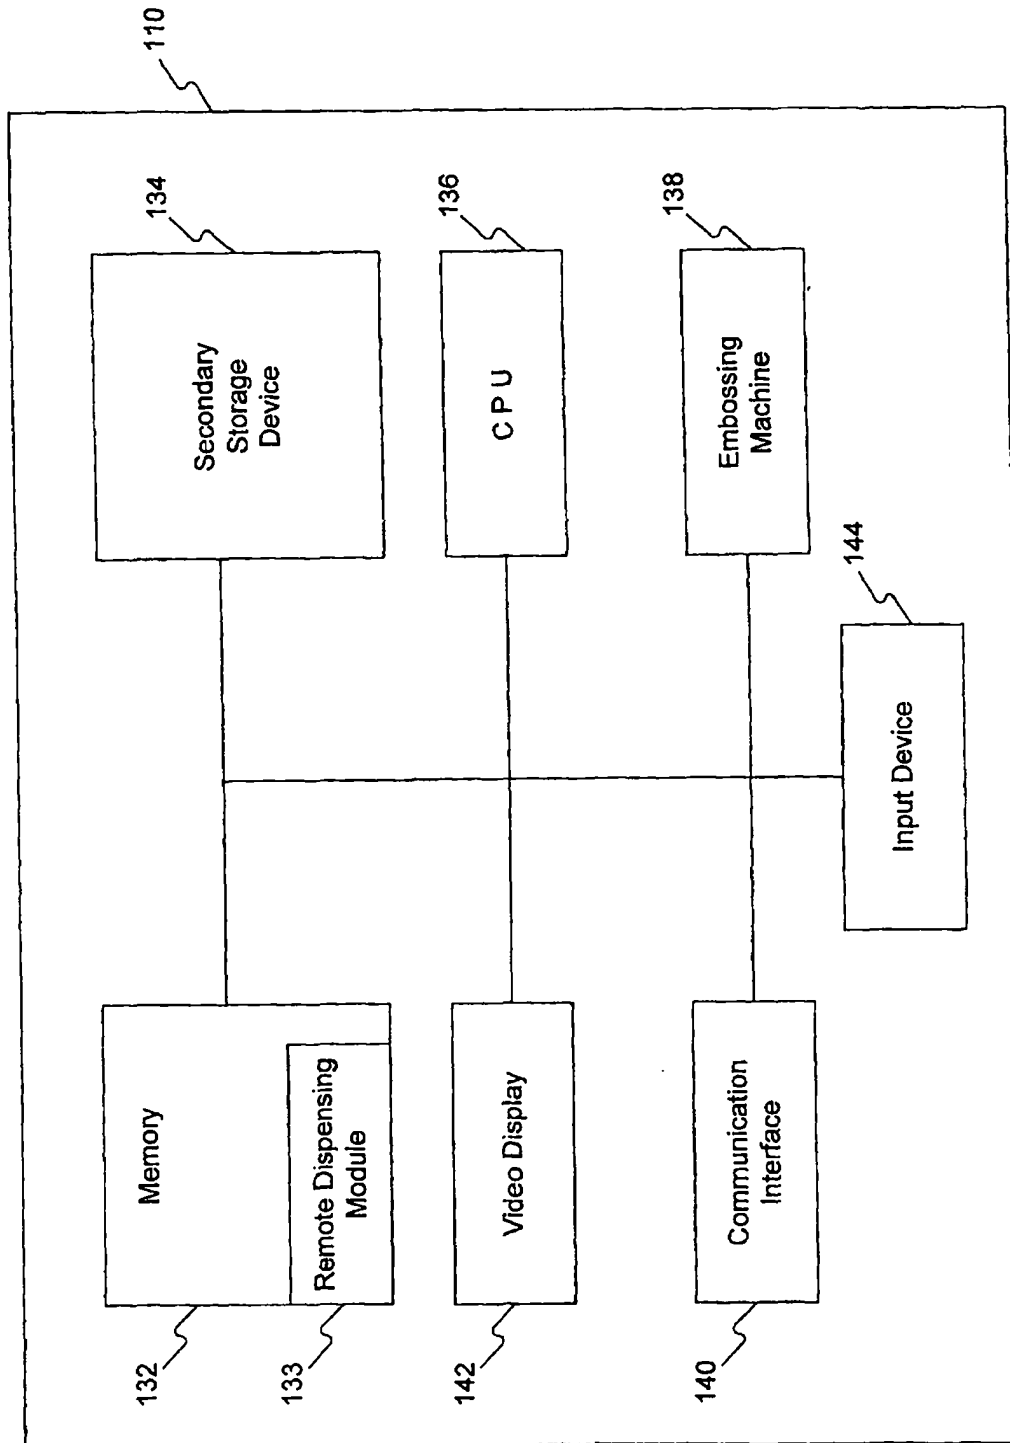 110
132
Memory
133
Remote Dispensing
Module
134
Secondary
Storage
Device
142
Video Display
136
C P U
140
Communication
Interface
138
Embossing
Machine
144
Input Device